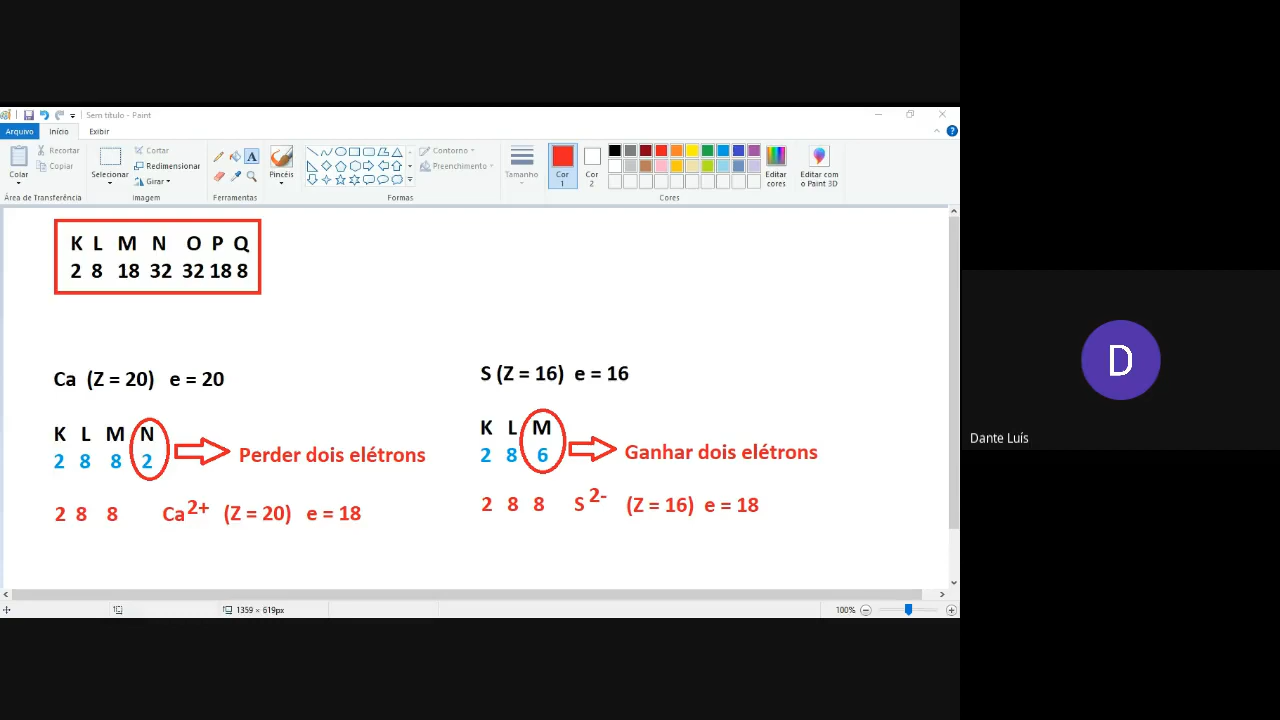 Sem título - Paint
Arquivo Início Exibir
Colar
Recortar
Copiar
Área de Transferência
Selecionar
Cortar
Redimensionar
Girar
Imagem
A
Ferramentas
Pincéis
Contorno
Preenchimento
Formas
Tamanho
Cor 1
Cor 2
Editar cores
Editar com o Paint 3D
Cores
K L M N O P Q
2 8 18 32 32 18 8
Ca (Z = 20) e = 20
K L M N
2 8 8 2
Perder dois elétrons
2 8 8 Ca2+ (Z = 20) e = 18
S (Z = 16) e = 16
K L M
2 8 6
Ganhar dois elétrons
2 8 8 S 2- (Z = 16) e = 18
1359 × 619px
100%
D
Dante Luís